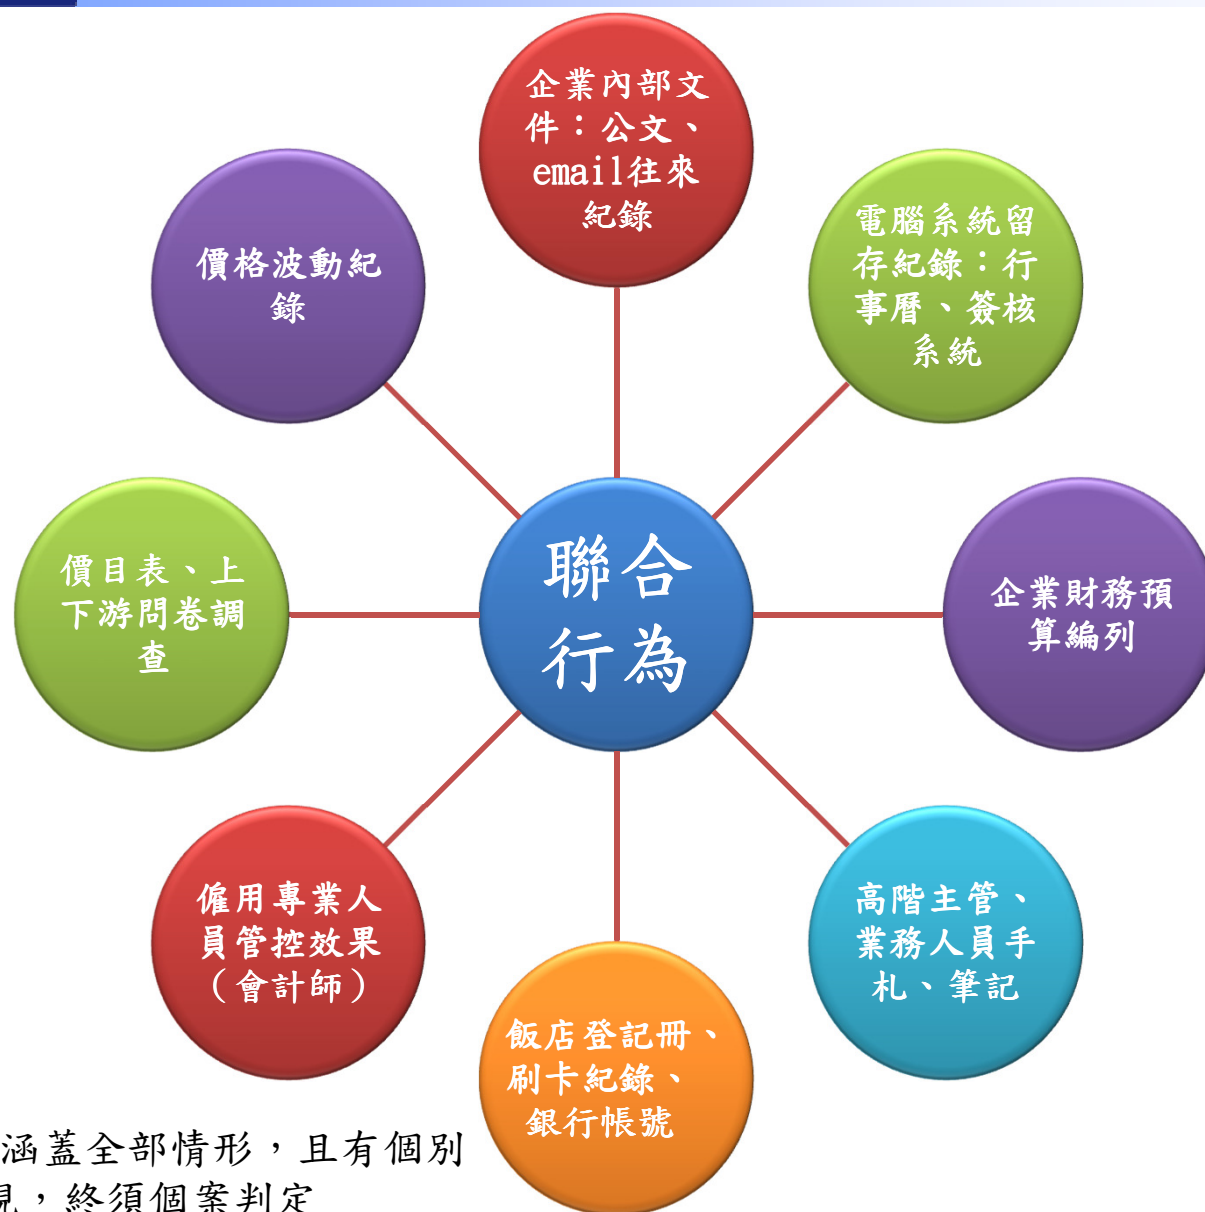 企業內部文
件：公文、
email往來
紀錄
電腦系統留
存紀錄：行
事曆、簽核
系統
企業財務預
算編列
高階主管、
業務人員手
札、筆記
飯店登記冊、
刷卡紀錄、
銀行帳號
僱用專業人
員管控效果
（會計師）
價目表、上
下游問卷調
查
價格波動紀
錄
聯合
行為
涵蓋全部情形，且有個別
見，終須個案判定